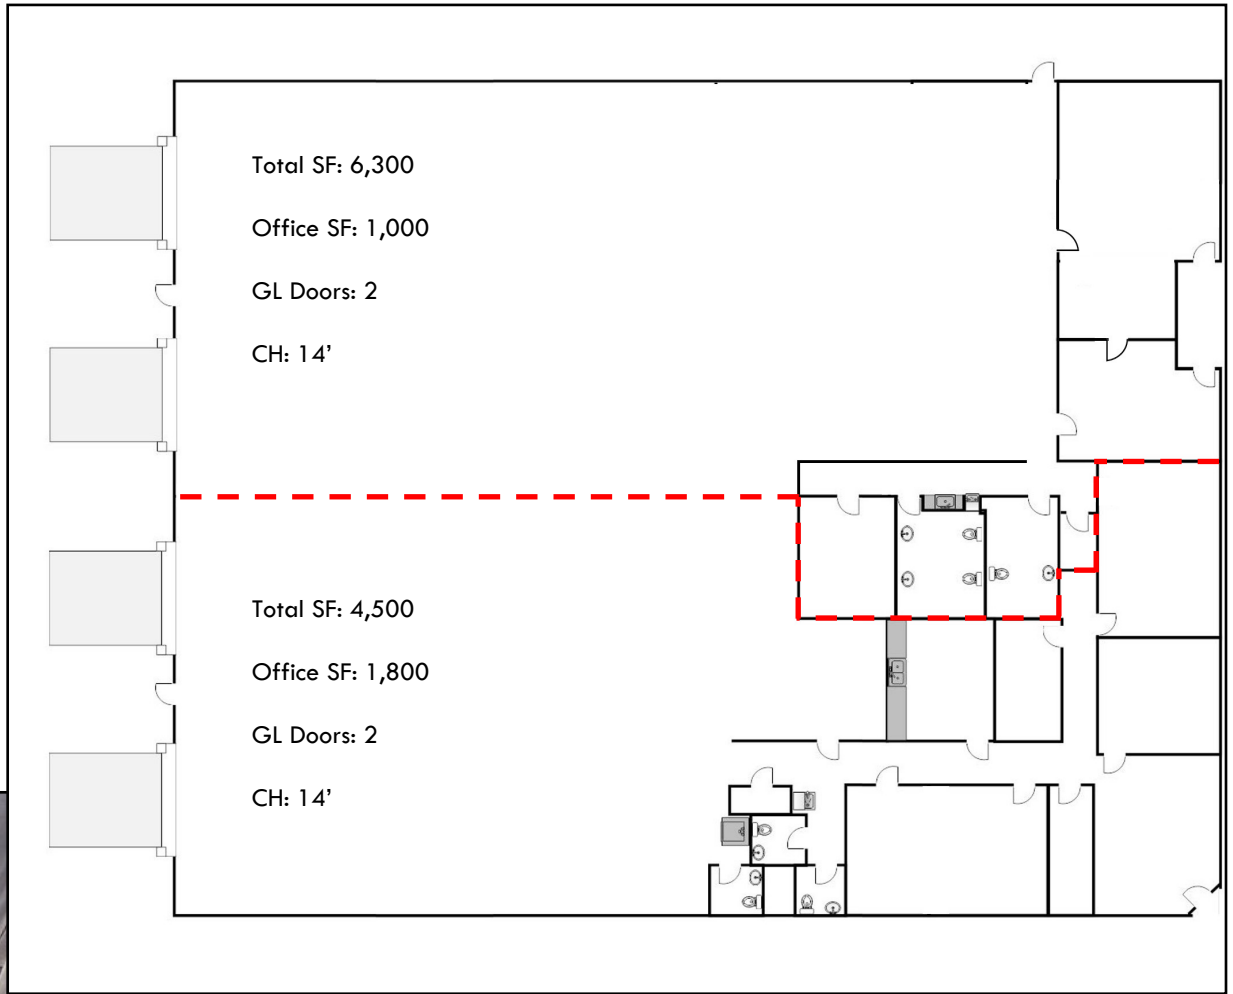 Total SF: 6,300
Office SF: 1,000
GL Doors: 2
CH: 14’
Total SF: 4,500
Office SF: 1,800
GL Doors: 2
CH: 14’